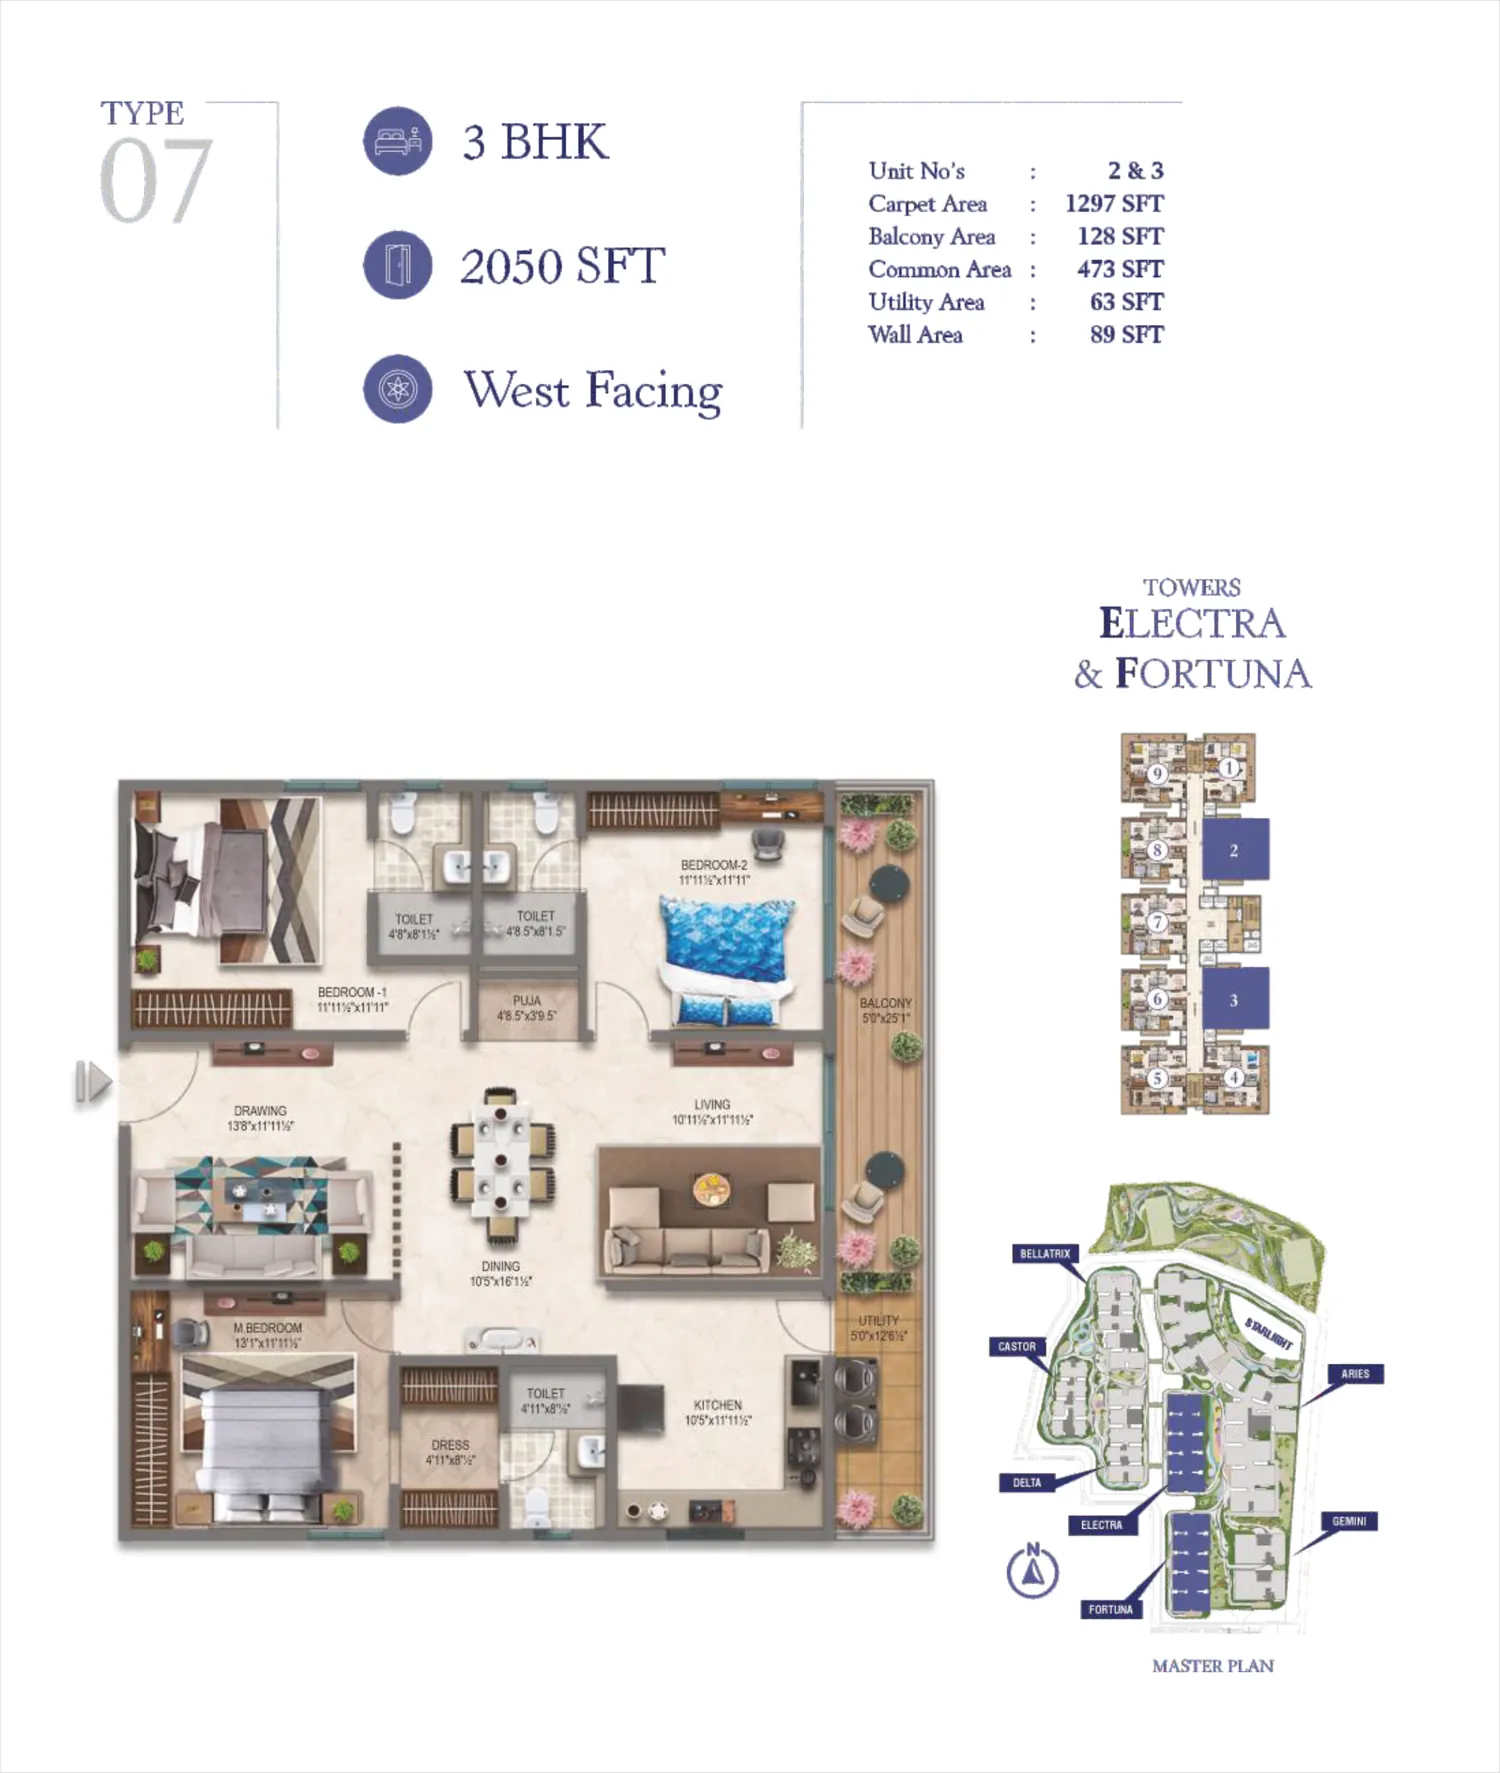 TYPE
07
3 BHK
2050 SFT
West Facing
Unit No's : 2 & 3
Carpet Area : 1297 SFT
Balcony Area : 128 SFT
Common Area : 473 SFT
Utility Area : 63 SFT
Wall Area : 89 SFT
TOWERS
ELECTRA
& FORTUNA
9
1
8
2
7
6
3
5
4
TOILET
4'8"x8'1½"
TOILET
4'8.5"x8'1.5"
BEDROOM-2
11'11½"x11'11"
BEDROOM -1
11'11½"x11'11"
PUJA
4'8.5"x3'9.5"
BALCONY
5'0"x25'1"
DRAWING
13'8"x11'11½"
LIVING
10'11½"x11'11½"
DINING
10'5"x16'1½"
M.BEDROOM
13'1"x11'11½"
UTILITY
5'0"x12'6½"
TOILET
4'11"x8'½"
KITCHEN
10'5"x11'11½"
DRESS
4'11"x8'½"
BELLATRIX
STARLIGHT
CASTOR
ARIES
DELTA
ELECTRA
GEMINI
N
FORTUNA
MASTER PLAN